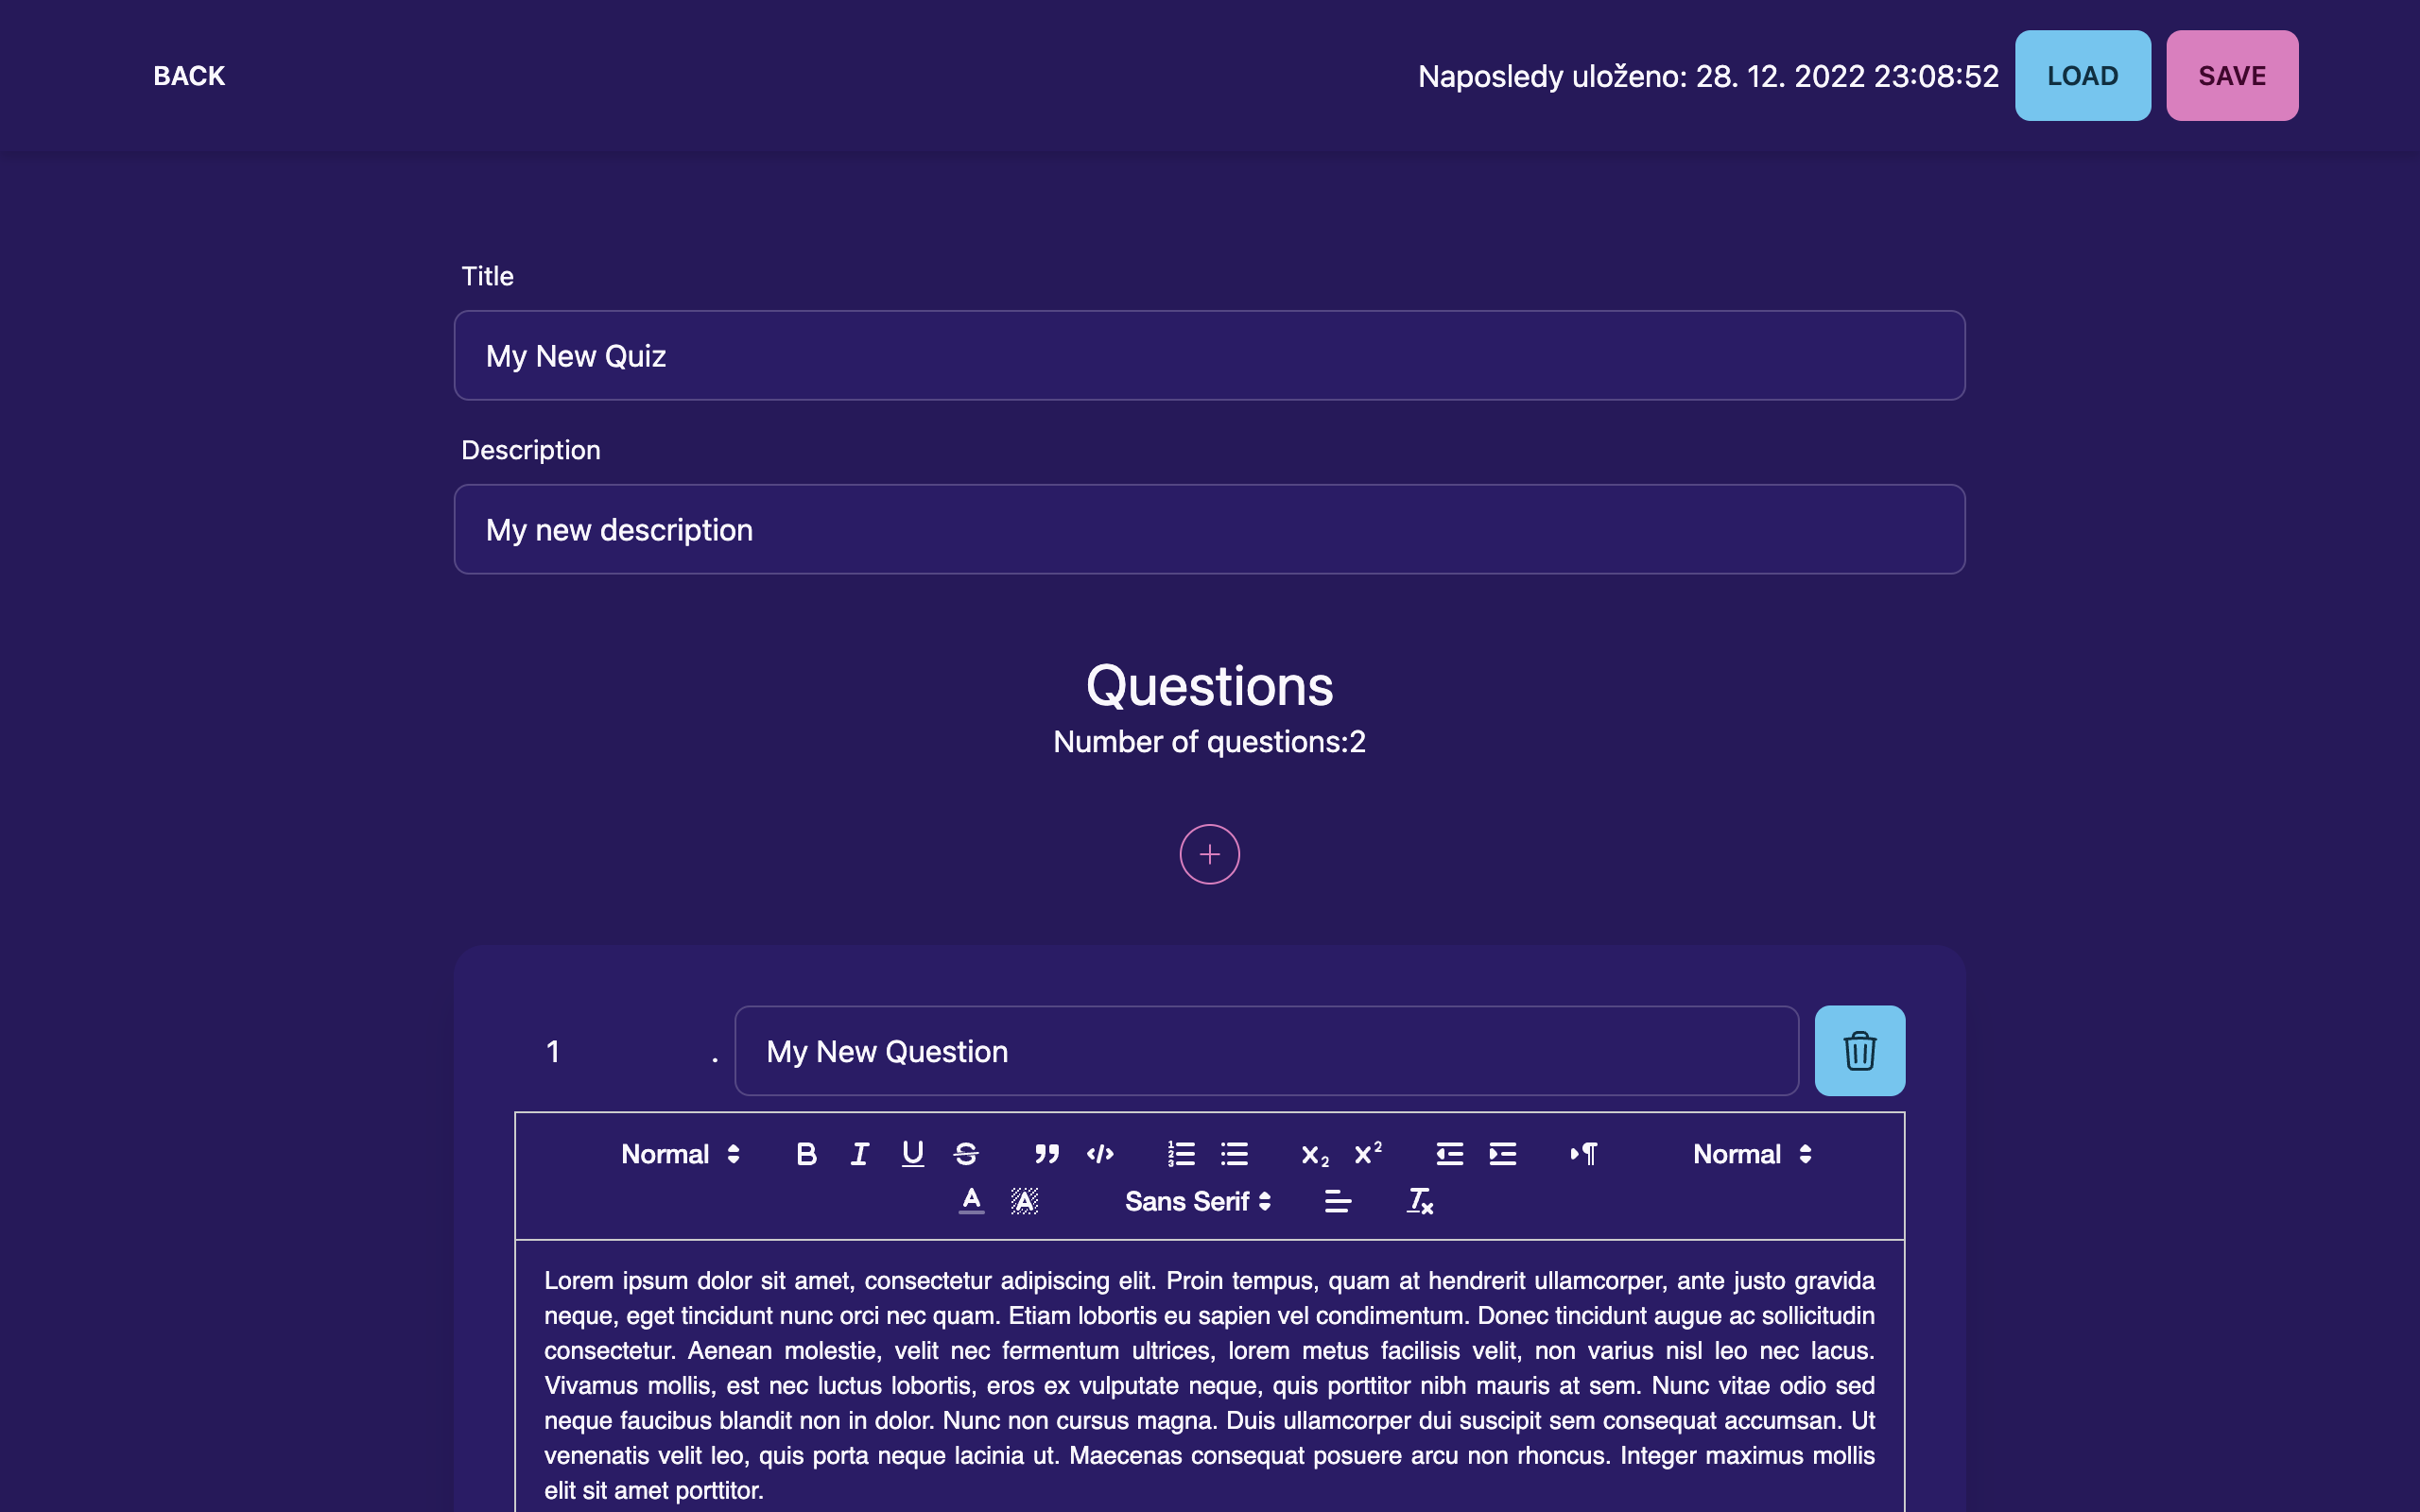 BACK
Naposledy uloženo: 28. 12. 2022 23:08:52
LOAD
SAVE
Title
My New Quiz
Description
My new description
Questions
Number of questions:2
1 . My New Question
Normal
Normal
Sans Serif
Lorem ipsum dolor sit amet, consectetur adipiscing elit. Proin tempus, quam at hendrerit ullamcorper, ante justo gravida
neque, eget tincidunt nunc orci nec quam. Etiam lobortis eu sapien vel condimentum. Donec tincidunt augue ac sollicitudin
consectetur. Aenean molestie, velit nec fermentum ultrices, lorem metus facilisis velit, non varius nisl leo nec lacus.
Vivamus mollis, est nec luctus lobortis, eros ex vulputate neque, quis porttitor nibh mauris at sem. Nunc vitae odio sed
neque faucibus blandit non in dolor. Nunc non cursus magna. Duis ullamcorper dui suscipit sem consequat accumsan. Ut
venenatis velit leo, quis porta neque lacinia ut. Maecenas consequat posuere arcu non rhoncus. Integer maximus mollis
elit sit amet porttitor.